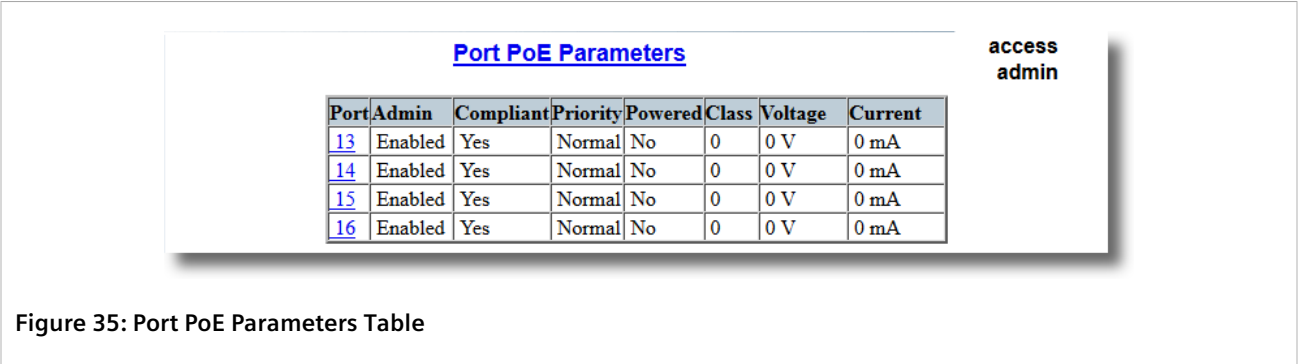 Port PoE Parameters
access
admin
Port Admin Compliant Priority Powered Class Voltage Current
13 Enabled Yes Normal No 0 0 V 0 mA
14 Enabled Yes Normal No 0 0 V 0 mA
15 Enabled Yes Normal No 0 0 V 0 mA
16 Enabled Yes Normal No 0 0 V 0 mA
Figure 35: Port PoE Parameters Table